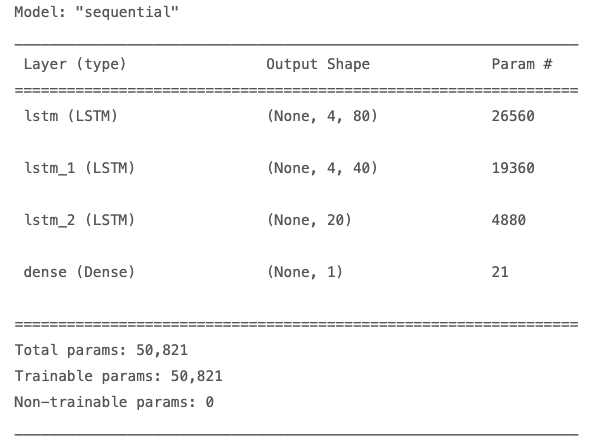 Model: "sequential"
_________________________________________________________________
Layer (type) Output Shape Param #
=================================================================
lstm (LSTM) (None, 4, 80) 26560
lstm_1 (LSTM) (None, 4, 40) 19360
lstm_2 (LSTM) (None, 20) 4880
dense (Dense) (None, 1) 21
=================================================================
Total params: 50,821
Trainable params: 50,821
Non-trainable params: 0
_________________________________________________________________